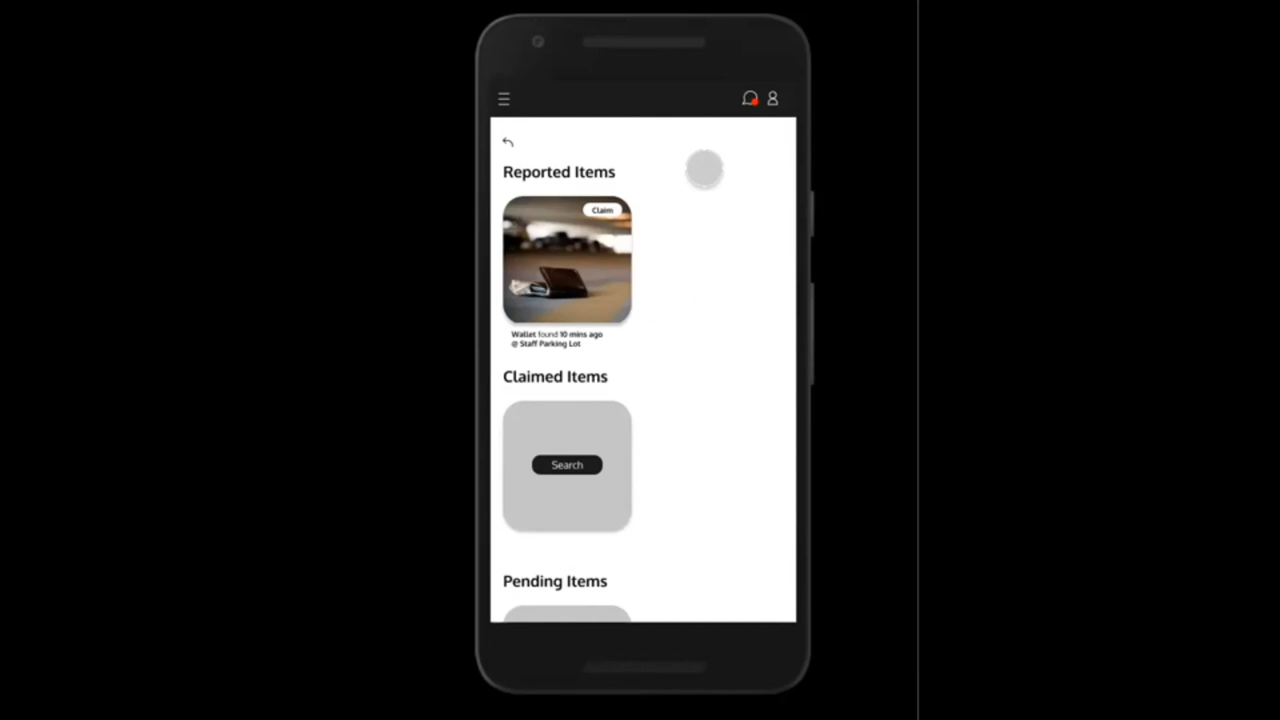 Reported Items
Claim
Wallet found 10 mins ago
@ Staff Parking Lot
Claimed Items
Search
Pending Items